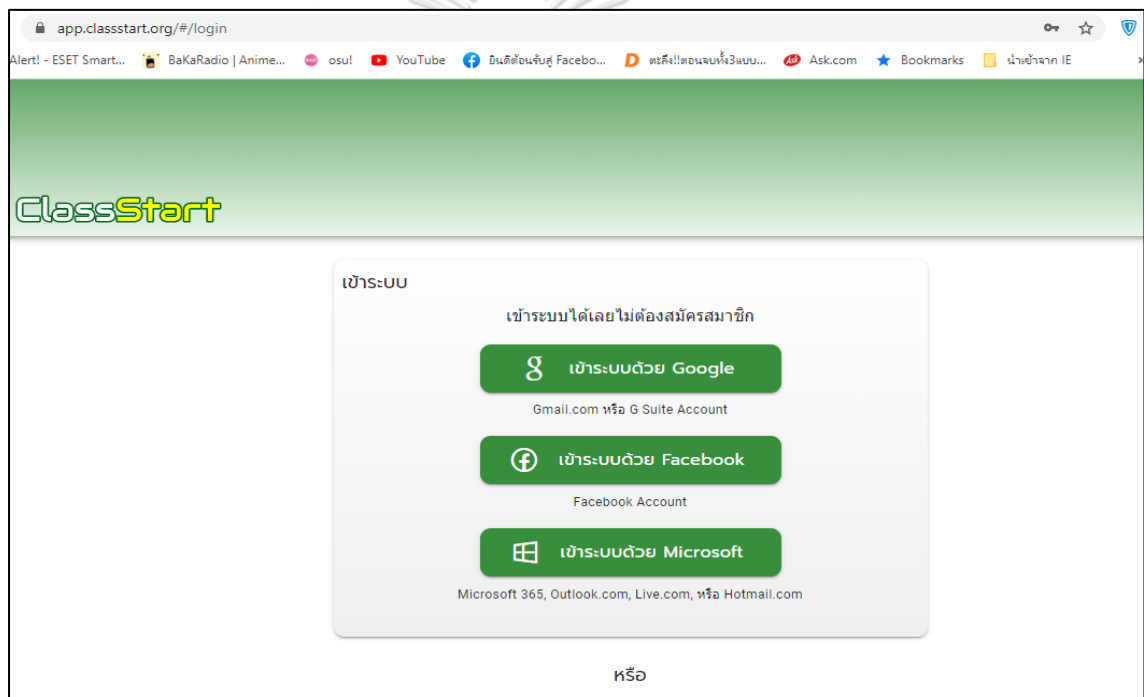 app.classstart.org/#/login
Alert! - ESET Smart... BaKaRadio | Anime... osu! YouTube ยินดีต้อนรับสู่ Facebo... ตะลึง!!ตอนจบทั้ง3แบบ... Ask.com Bookmarks นำเข้าจาก IE
ClassStart
เข้าระบบ
เข้าระบบได้เลยไม่ต้องสมัครสมาชิก
เข้าระบบด้วย Google
Gmail.com หรือ G Suite Account
เข้าระบบด้วย Facebook
Facebook Account
เข้าระบบด้วย Microsoft
Microsoft 365, Outlook.com, Live.com, หรือ Hotmail.com
หรือ